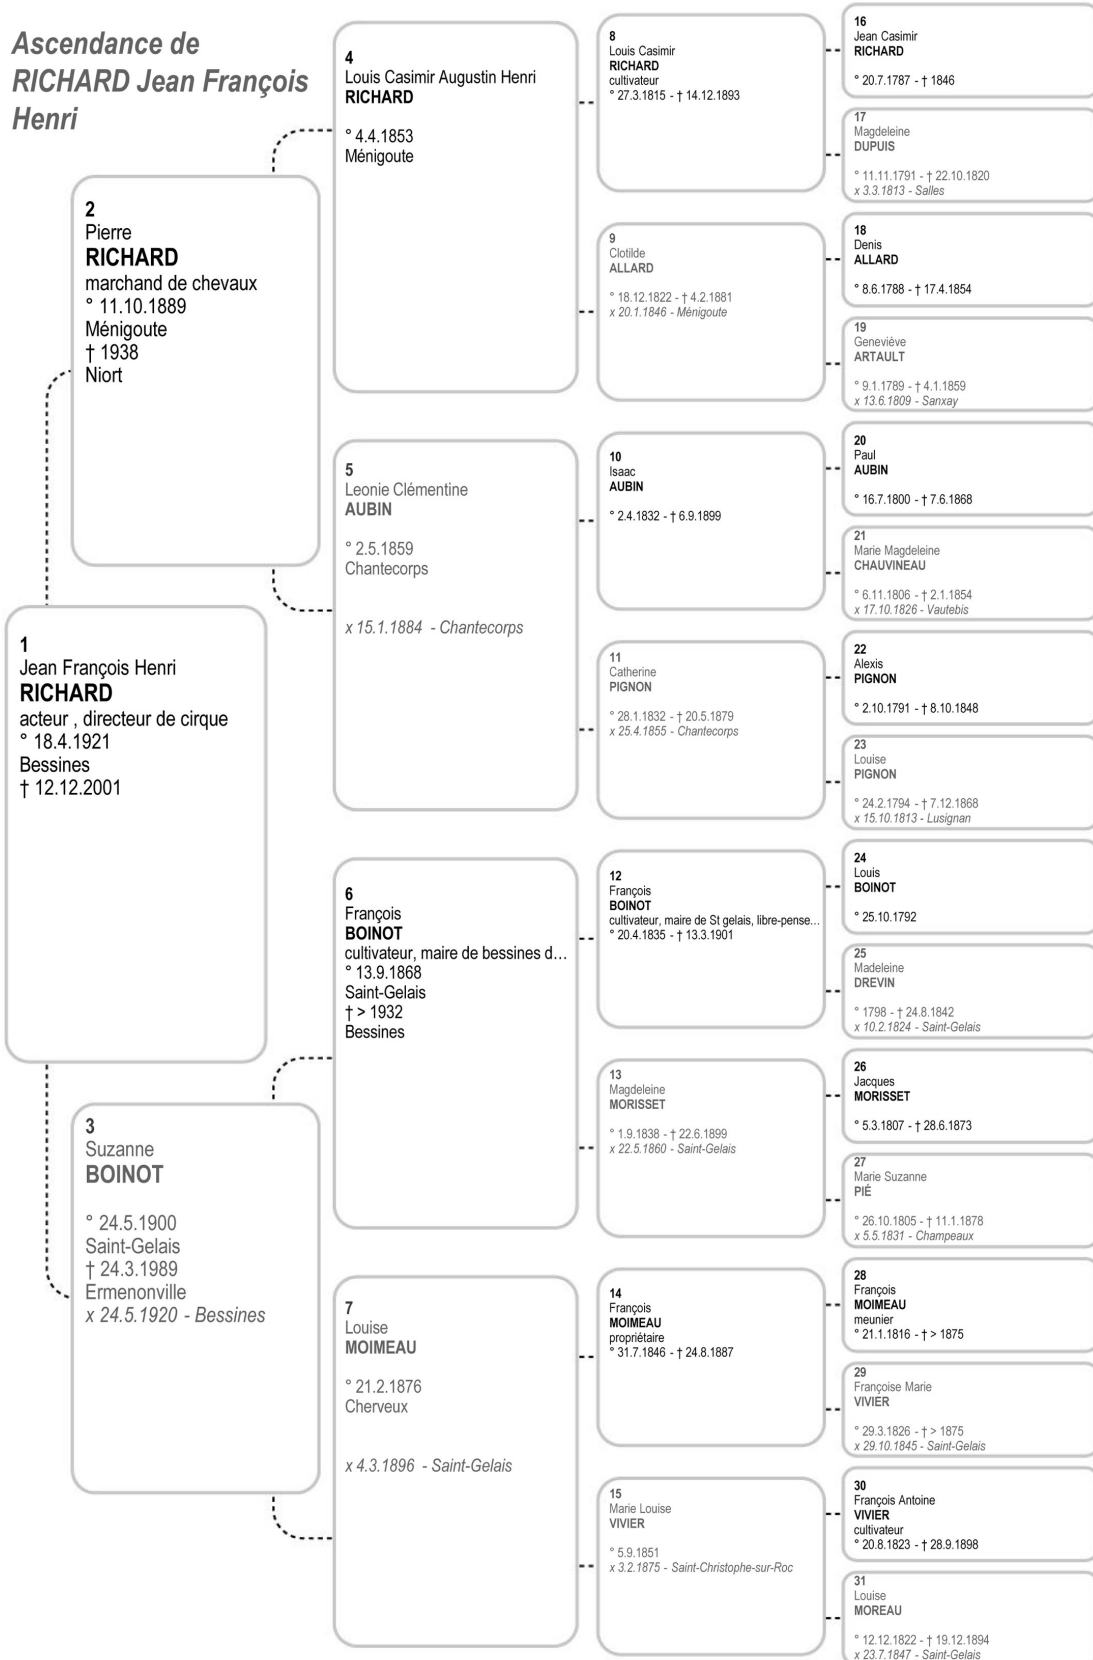 Ascendance de
RICHARD Jean François
Henri
1
Jean François Henri
RICHARD
acteur , directeur de cirque
° 18.4.1921
Bessines
† 12.12.2001
2
Pierre
RICHARD
marchand de chevaux
° 11.10.1889
Ménigoute
† 1938
Niort
3
Suzanne
BOINOT
° 24.5.1900
Saint-Gelais
† 24.3.1989
Ermenonville
x 24.5.1920 - Bessines
4
Louis Casimir Augustin Henri
RICHARD
° 4.4.1853
Ménigoute
5
Leonie Clémentine
AUBIN
° 2.5.1859
Chantecorps
x 15.1.1884 - Chantecorps
6
François
BOINOT
cultivateur, maire de bessines d...
° 13.9.1868
Saint-Gelais
† > 1932
Bessines
7
Louise
MOIMEAU
° 21.2.1876
Cherveux
x 4.3.1896 - Saint-Gelais
8
Louis Casimir
RICHARD
cultivateur
° 27.3.1815 - † 14.12.1893
9
Clotilde
ALLARD
° 18.12.1822 - † 4.2.1881
x 20.1.1846 - Ménigoute
10
Isaac
AUBIN
° 2.4.1832 - † 6.9.1899
11
Catherine
PIGNON
° 28.1.1832 - † 20.5.1879
x 25.4.1855 - Chantecorps
12
François
BOINOT
cultivateur, maire de St gelais, libre-pense...
° 20.4.1835 - † 13.3.1901
13
Magdeleine
MORISSET
° 1.9.1838 - † 22.6.1899
x 22.5.1860 - Saint-Gelais
14
François
MOIMEAU
propriétaire
° 31.7.1846 - † 24.8.1887
15
Marie Louise
VIVIER
° 5.9.1851
x 3.2.1875 - Saint-Christophe-sur-Roc
16
Jean Casimir
RICHARD
° 20.7.1787 - † 1846
17
Magdeleine
DUPUIS
° 11.11.1791 - † 22.10.1820
x 3.3.1813 - Salles
18
Denis
ALLARD
° 8.6.1788 - † 17.4.1854
19
Geneviève
ARTAULT
° 9.1.1789 - † 4.1.1859
x 13.6.1809 - Sanxay
20
Paul
AUBIN
° 16.7.1800 - † 7.6.1868
21
Marie Magdeleine
CHAUVINEAU
° 6.11.1806 - † 2.1.1854
x 17.10.1826 - Vautebis
22
Alexis
PIGNON
° 2.10.1791 - † 8.10.1848
23
Louise
PIGNON
° 24.2.1794 - † 7.12.1868
x 15.10.1813 - Lusignan
24
Louis
BOINOT
° 25.10.1792
25
Madeleine
DREVIN
° 1798 - † 24.8.1842
x 10.2.1824 - Saint-Gelais
26
Jacques
MORISSET
° 5.3.1807 - † 28.6.1873
27
Marie Suzanne
PIÉ
° 26.10.1805 - † 11.1.1878
x 5.5.1831 - Champeaux
28
François
MOIMEAU
meunier
° 21.1.1816 - † > 1875
29
Françoise Marie
VIVIER
° 29.3.1826 - † > 1875
x 29.10.1845 - Saint-Gelais
30
François Antoine
VIVIER
cultivateur
° 20.8.1823 - † 28.9.1898
31
Louise
MOREAU
° 12.12.1822 - † 19.12.1894
x 23.7.1847 - Saint-Gelais